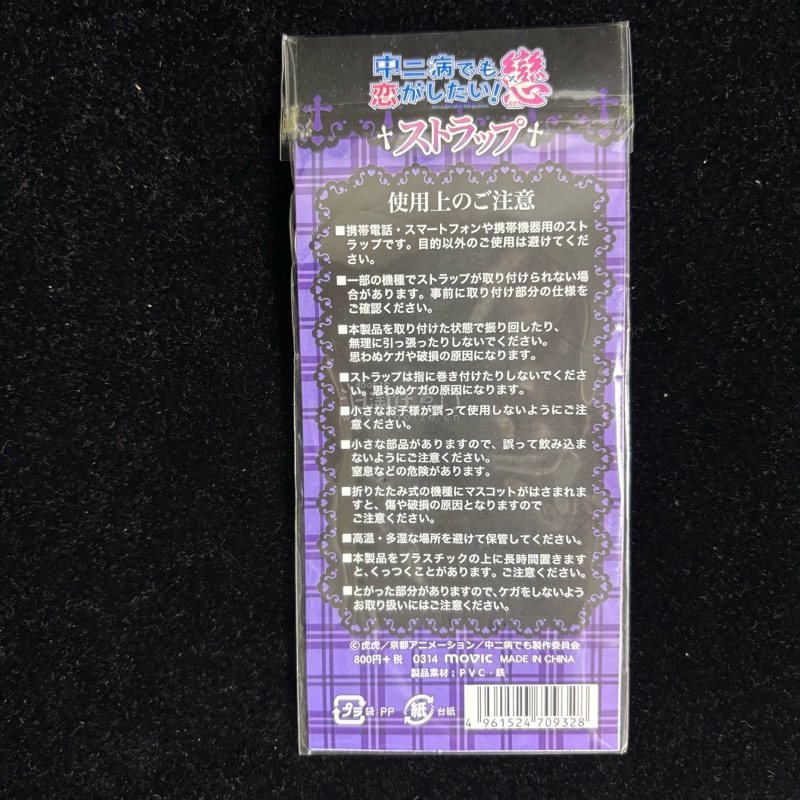 中二病でも
恋がしたい!戀
REN
ストラップ
使用上のご注意
■携帯電話・スマートフォンや携帯機器用のスト
ラップです。目的以外のご使用は避けてくだ
さい。
■一部の機種でストラップが取り付けられない場
合があります。事前に取り付け部分の仕様を
ご確認ください。
■本製品を取り付けた状態で振り回したり、
無理に引っ張ったりしないでください。
思わぬケガや破損の原因になります。
■ストラップは指に巻き付けたりしないでくださ
い。思わぬケガの原因になります。
■小さなお子様が誤って使用しないようにご注
意ください。
■小さな部品がありますので、誤って飲み込ま
ないようにご注意ください。
窒息などの危険があります。
■折りたたみ式の機種にマスコットがはさまれま
すと、傷や破損の原因となりますので
ご注意ください。
■高温・多湿な場所を避けて保管してください。
■本製品をプラスチックの上に長時間置きます
と、くっつくことがあります。ご注意ください。
■とがった部分がありますので、ケガをしないよう
お取り扱いにはご注意ください。
©虎虎/京都アニメーション/中二病でも製作委員会
800円+税 0314 movic MADE IN CHINA
製品素材:PVC・鉄
プラ 袋:PP 紙 台紙
4 961524 709328